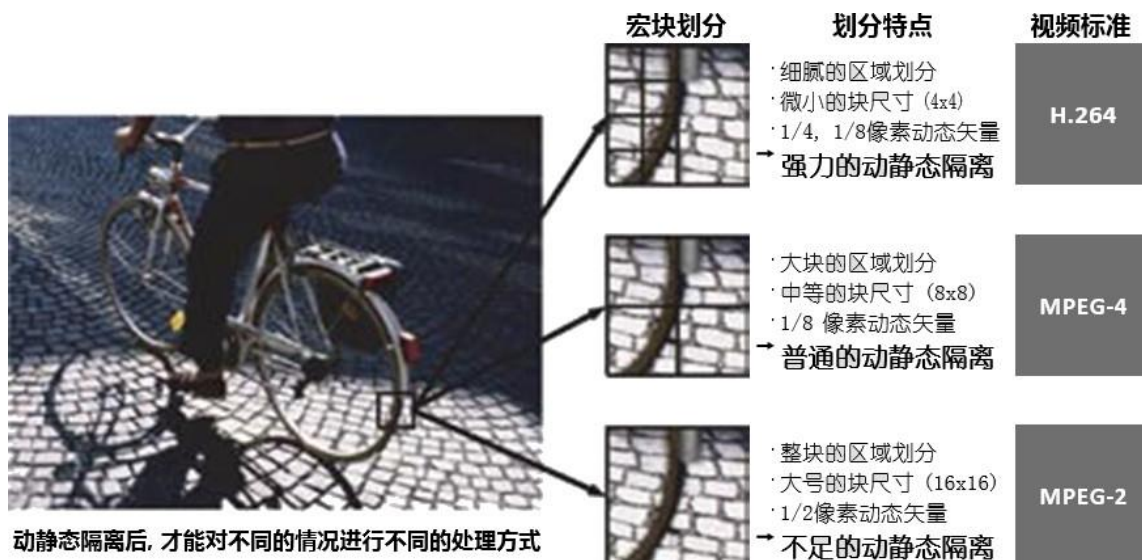 宏块划分 划分特点 视频标准
·细腻的区域划分
·微小的块尺寸 (4x4)
·1/4, 1/8像素动态矢量
→ 强力的动静态隔离
H.264
·大块的区域划分
·中等的块尺寸 (8x8)
·1/8 像素动态矢量
→ 普通的动静态隔离
MPEG-4
·整块的区域划分
·大号的块尺寸 (16x16)
·1/2像素动态矢量
→ 不足的动静态隔离
MPEG-2
动静态隔离后, 才能对不同的情况进行不同的处理方式